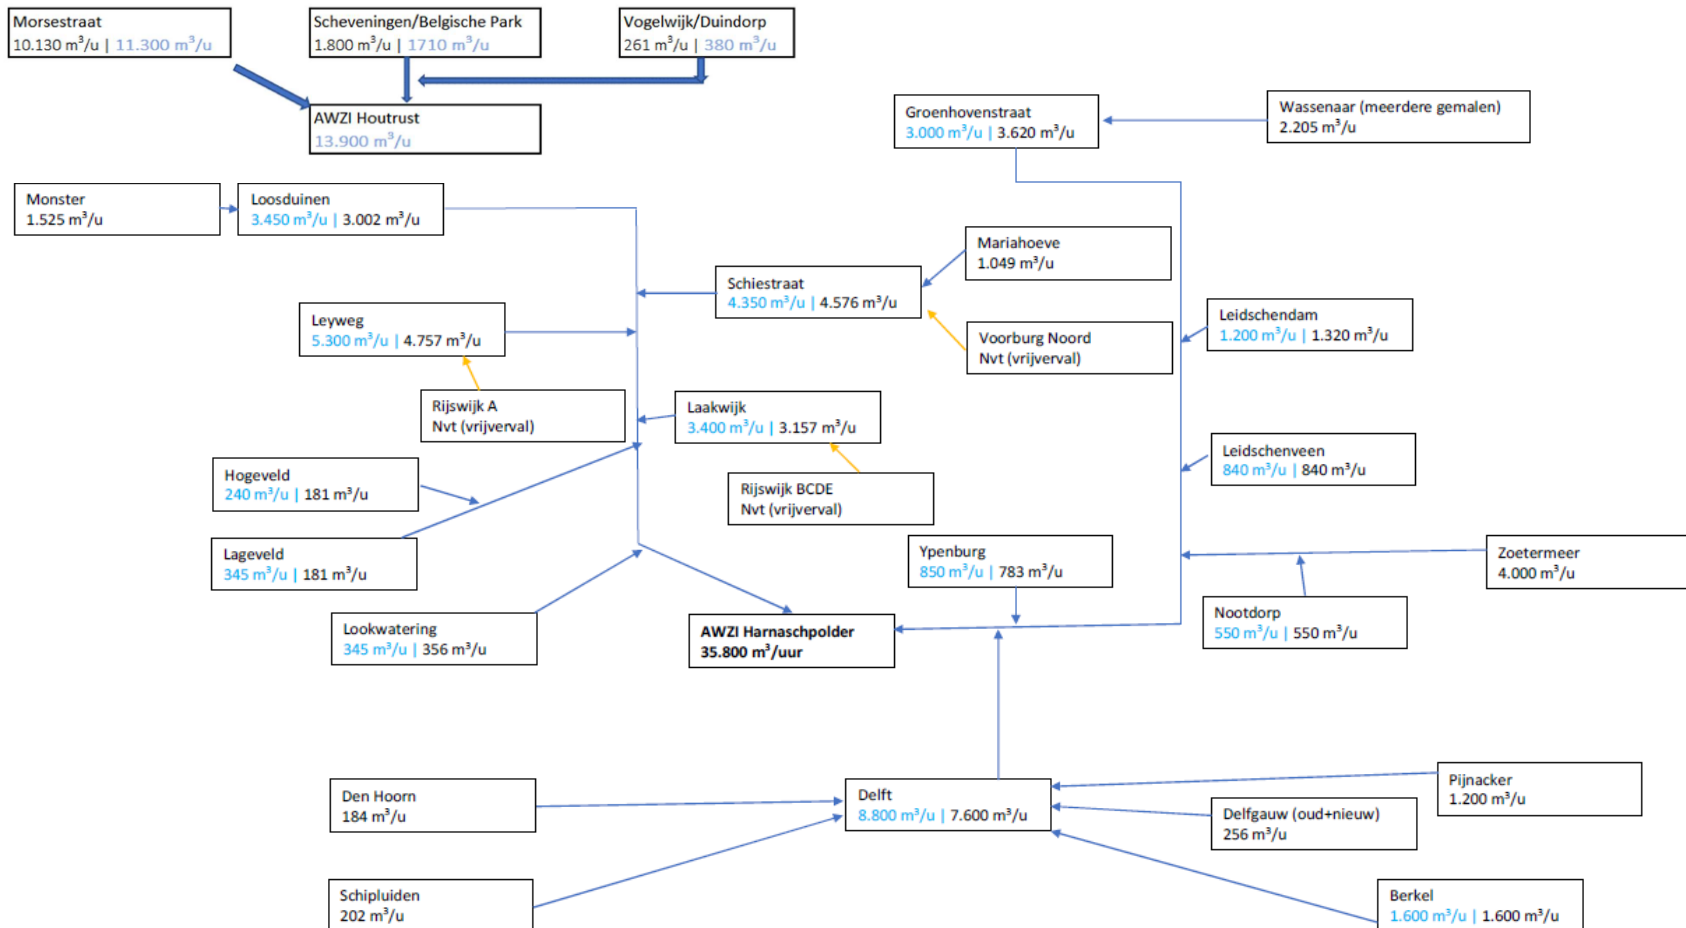 Morsestraat
10.130 m³/u | 11.300 m³/u
Scheveningen/Belgische Park
1.800 m³/u | 1710 m³/u
Vogelwijk/Duindorp
261 m³/u | 380 m³/u
AWZI Houtrust
13.900 m³/u
Groenhovenstraat
3.000 m³/u | 3.620 m³/u
Wassenaar (meerdere gemalen)
2.205 m³/u
Monster
1.525 m³/u
Loosduinen
3.450 m³/u | 3.002 m³/u
Mariahoeve
1.049 m³/u
Schiestraat
4.350 m³/u | 4.576 m³/u
Leyweg
5.300 m³/u | 4.757 m³/u
Voorburg Noord
Nvt (vrijverval)
Leidschendam
1.200 m³/u | 1.320 m³/u
Rijswijk A
Nvt (vrijverval)
Laakwijk
3.400 m³/u | 3.157 m³/u
Leidschenveen
840 m³/u | 840 m³/u
Hogeveld
240 m³/u | 181 m³/u
Rijswijk BCDE
Nvt (vrijverval)
Lageveld
345 m³/u | 181 m³/u
Ypenburg
850 m³/u | 783 m³/u
Zoetermeer
4.000 m³/u
Lookwatering
345 m³/u | 356 m³/u
AWZI Harnaschpolder
35.800 m³/uur
Nootdorp
550 m³/u | 550 m³/u
Den Hoorn
184 m³/u
Delft
8.800 m³/u | 7.600 m³/u
Pijnacker
1.200 m³/u
Delfgauw (oud+nieuw)
256 m³/u
Schipluiden
202 m³/u
Berkel
1.600 m³/u | 1.600 m³/u